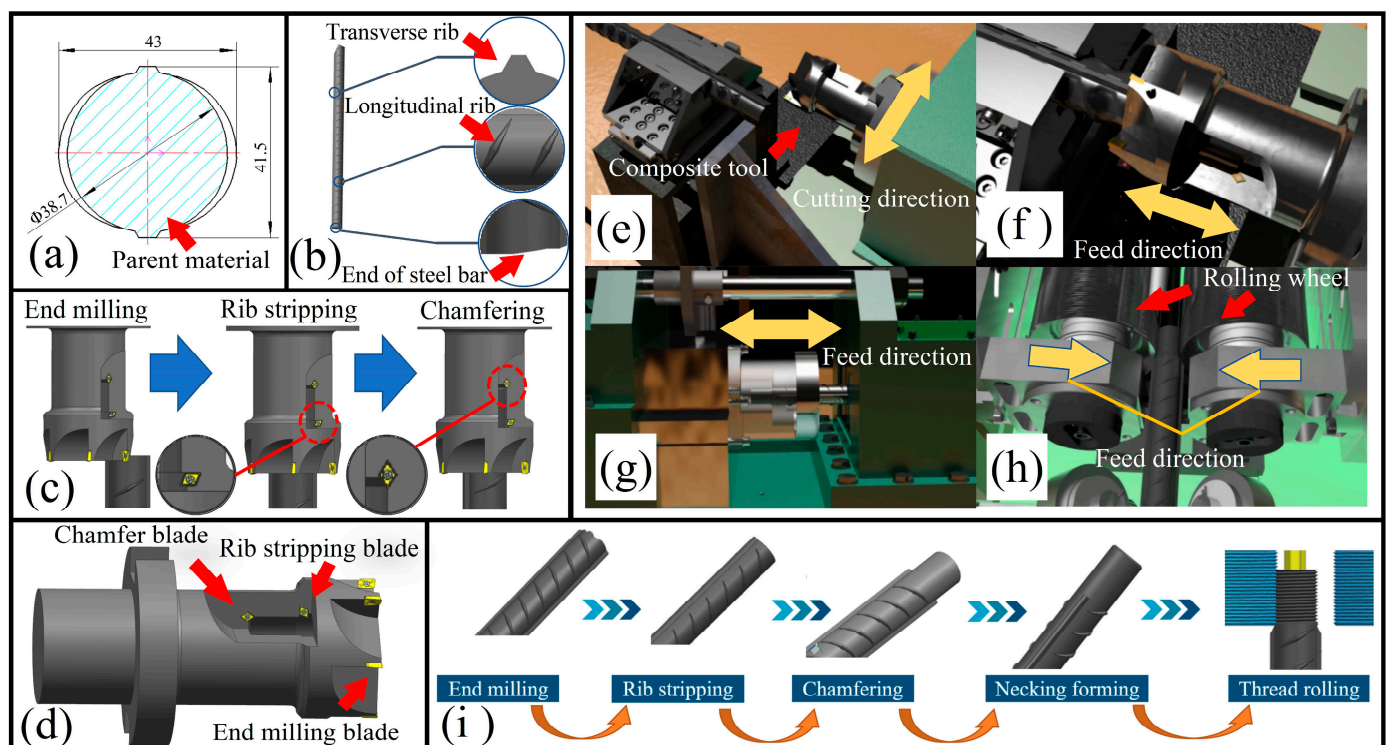 43
41.5
Φ38.7
(a)
Parent material
Transverse rib
Longitudinal rib
(b)
End of steel bar
End milling
Rib stripping
Chamfering
(c)
Chamfer blade
Rib stripping blade
(d)
End milling blade
Composite tool
Cutting direction
(e)
(f)
Feed direction
Feed direction
(g)
Rolling wheel
(h)
Feed direction
End milling
Rib stripping
Chamfering
Necking forming
Thread rolling
(i)